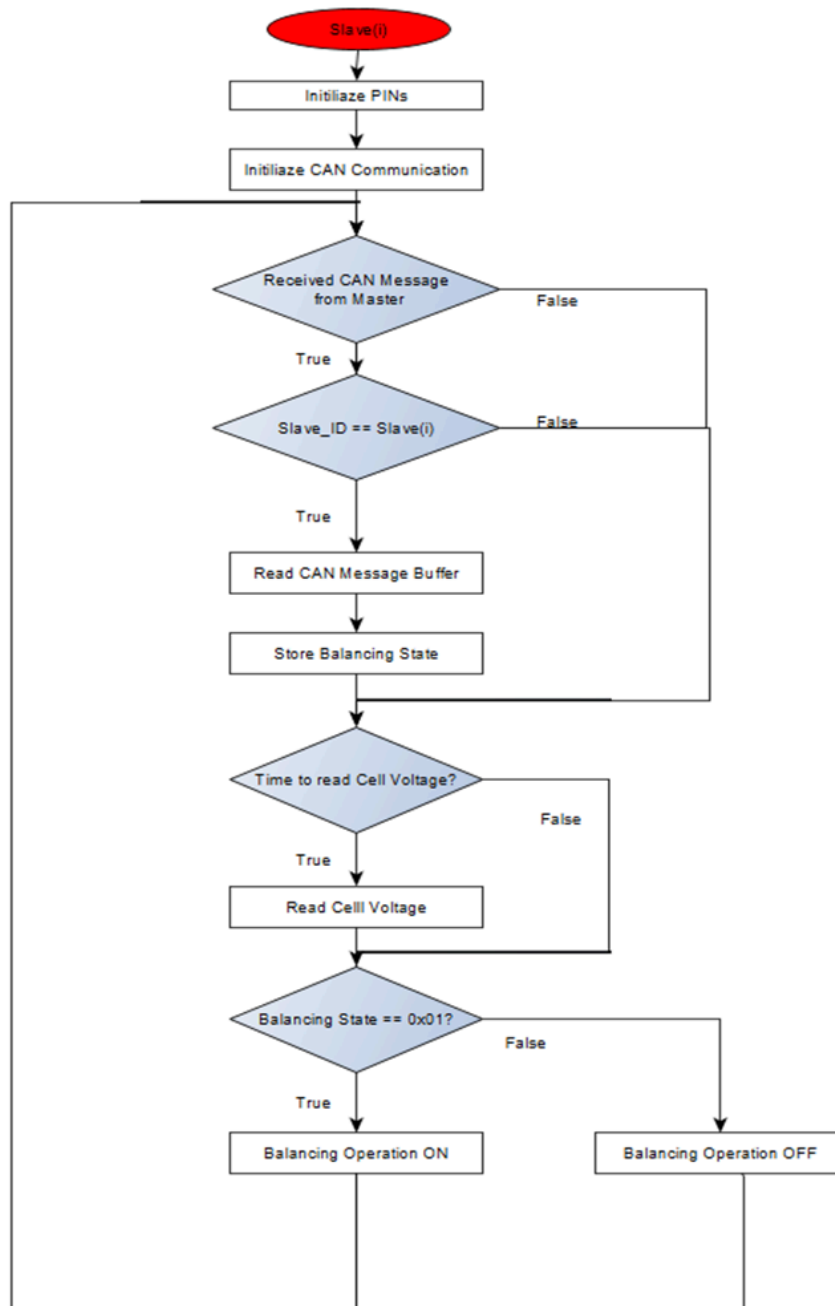 Slave(i)
Initiliaze PINs
Initiliaze CAN Communication
Received CAN Message
from Master
False
True
Slave_ID == Slave(i)
False
True
Read CAN Message Buffer
Store Balancing State
Time to read Cell Voltage?
False
True
Read Celll Voltage
Balancing State == 0x01?
False
True
Balancing Operation ON
Balancing Operation OFF